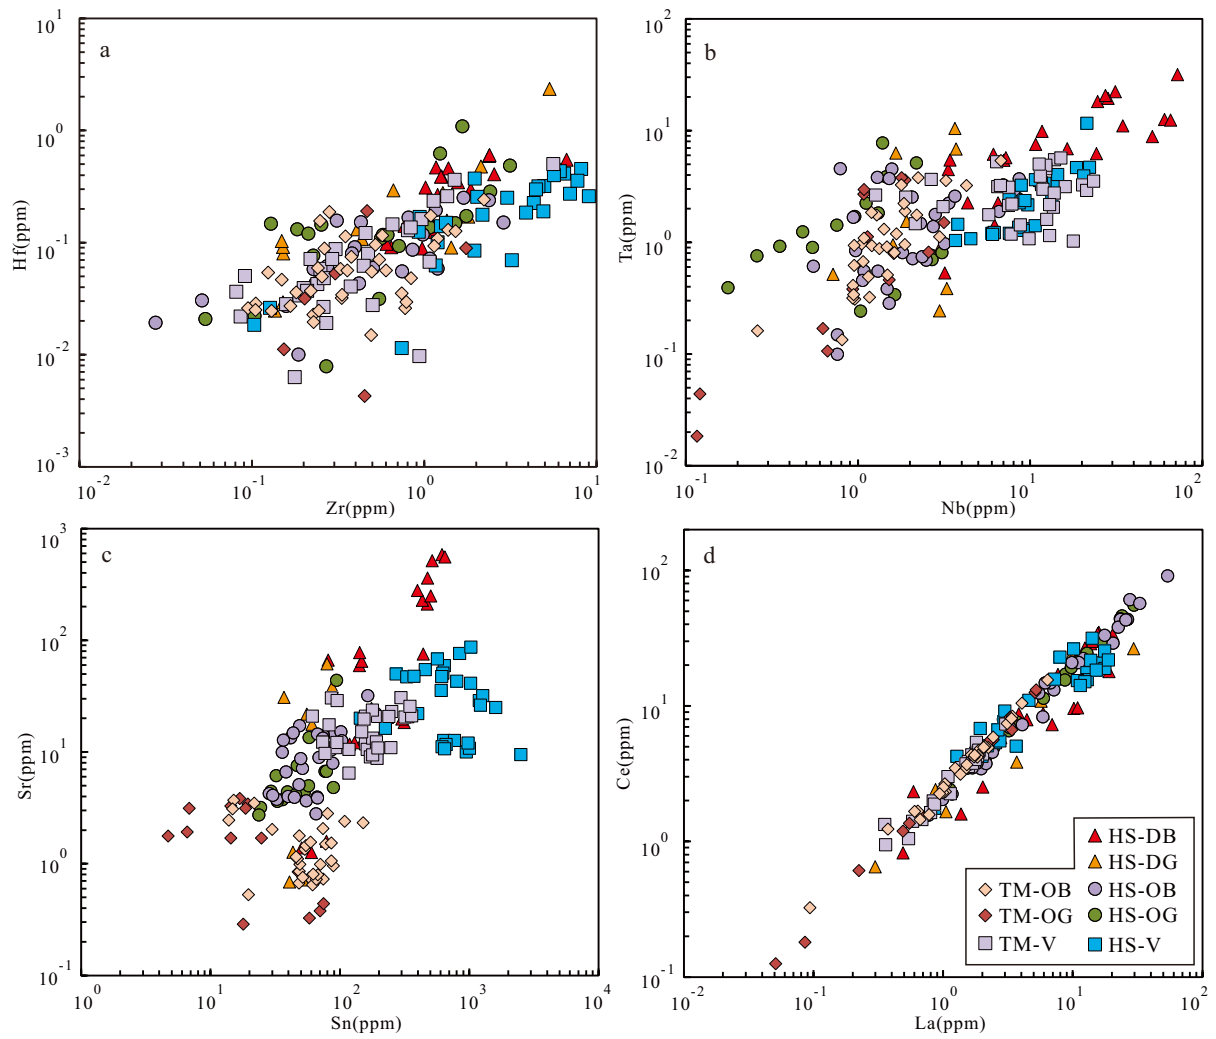 a
10^1
10^0
10^-1
10^-2
10^-3
Hf(ppm)
10^-2
10^-1
10^0
10^1
Zr(ppm)
b
10^2
10^1
10^0
10^-1
10^-2
Ta(ppm)
10^-1
10^0
10^1
10^2
Nb(ppm)
c
10^3
10^2
10^1
10^0
10^-1
Sr(ppm)
10^0
10^1
10^2
10^3
10^4
Sn(ppm)
d
10^2
10^1
10^0
10^-1
Ce(ppm)
10^-2
10^-1
10^0
10^1
10^2
La(ppm)
HS-DB
HS-DG
TM-OB HS-OB
TM-OG HS-OG
TM-V HS-V